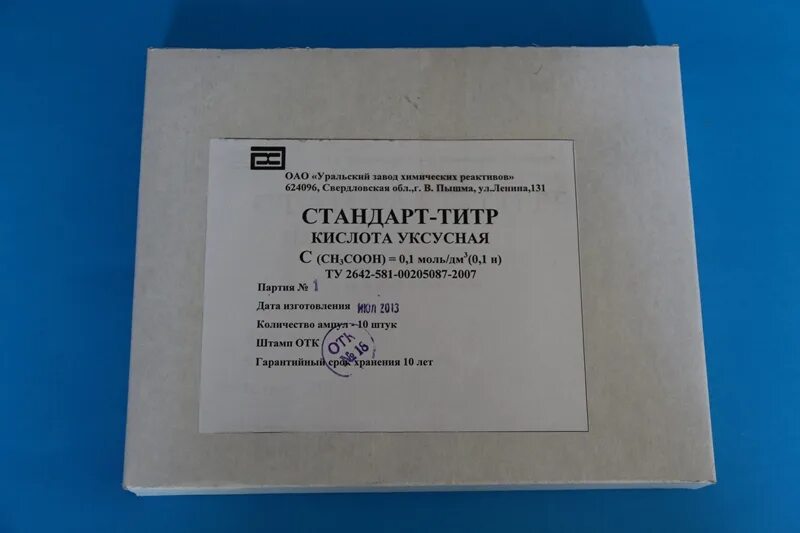 ОАО «Уральский завод химических реактивов»
624096, Свердловская обл.,г. В. Пышма, ул.Ленина,131
СТАНДАРТ-ТИТР
КИСЛОТА УКСУСНАЯ
С (CH₃COOH) = 0,1 моль/дм³(0,1 н)
ТУ 2642-581-00205087-2007
Партия № 1
Дата изготовления ИЮЛ 2013
Количество ампул - 10 штук
Штамп ОТК
ОТК
№ 16
Гарантийный срок хранения 10 лет